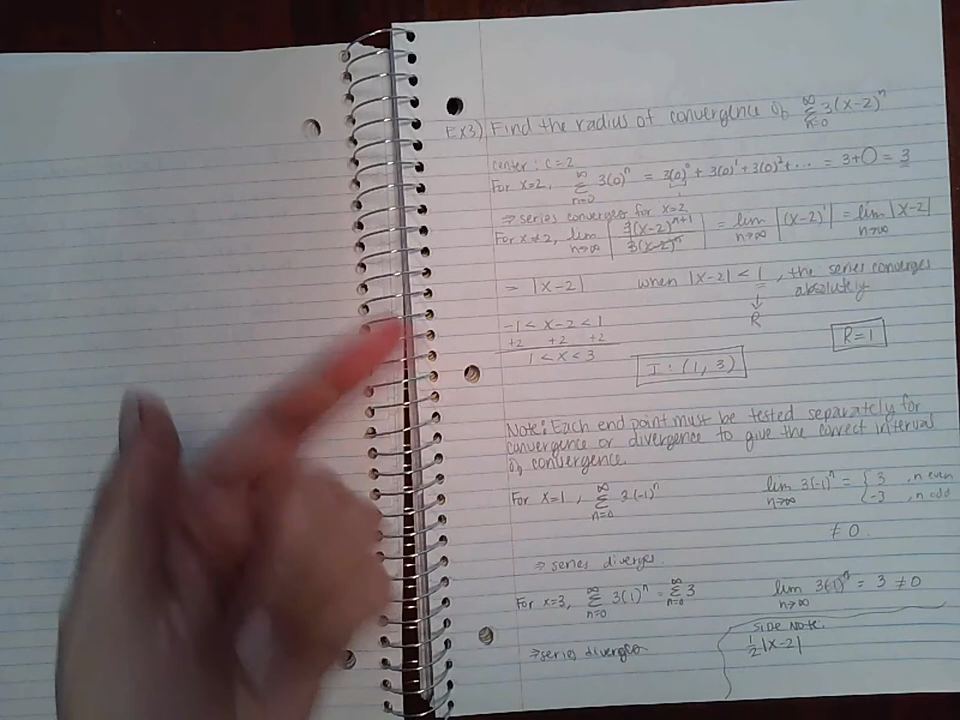 Ex3) Find the radius of convergence of ∞ Σ n=0 3(x-2)^n
center: c=2
For x=2, ∞ Σ n=0 3(0)^n = 3(0)^0 + 3(0)^1 + 3(0)^2 + ... = 3+0 = 3
⇒ series converges for x=2
For x≠2, lim n→∞ |3(x-2)^n+1 / 3(x-2)^n| = lim n→∞ |(x-2)^1| = lim n→∞ |x-2|
= |x-2| when |x-2| < 1, the series converges absolutely
↓
R
-1 < x-2 < 1
+2 +2 +2
1 < x < 3
I: (1, 3)
R=1
Note: Each end point must be tested separately for
convergence or divergence to give the correct interval
of convergence.
For x=1, ∞ Σ n=0 3(-1)^n lim n→∞ 3(-1)^n = { 3, n even
-3, n odd
≠ 0.
⇒ series diverges.
For x=3, ∞ Σ n=0 3(1)^n = ∞ Σ n=0 3 lim n→∞ 3(1)^n = 3 ≠ 0
⇒ series diverges
SIDE NOTE:
1/2|x-2|